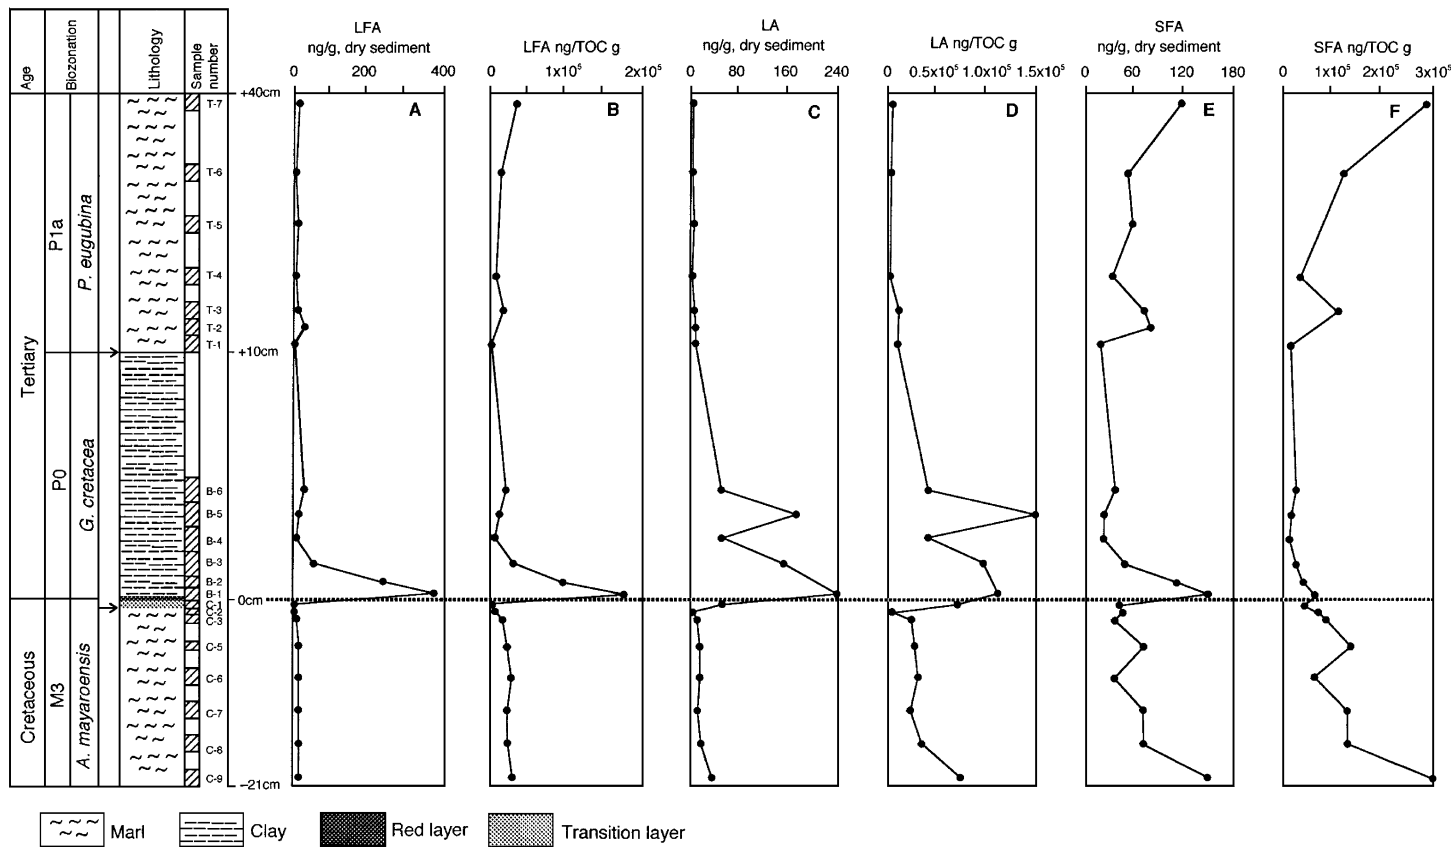 Age
Biozonation
Lithology
Sample number
LFA
ng/g, dry sediment
0 200 400
LFA ng/TOC g
0 1x10⁵ 2x10⁵
LA
ng/g, dry sediment
0 80 160 240
LA ng/TOC g
0 0.5x10⁵ 1.0x10⁵ 1.5x10⁵
SFA
ng/g, dry sediment
0 60 120 180
SFA ng/TOC g
0 1x10⁵ 2x10⁵ 3x10⁵
+40cm
A B C D E F
Tertiary
P1a
P. eugubina
T-7
T-6
T-5
T-4
T-3
T-2
T-1
+10cm
P0
G. cretacea
B-6
B-5
B-4
B-3
B-2
B-1
0cm
Cretaceous
M3
A. mayaroensis
C-1
C-2
C-3
C-5
C-6
C-7
C-8
C-9
−21cm
Marl
Clay
Red layer
Transition layer